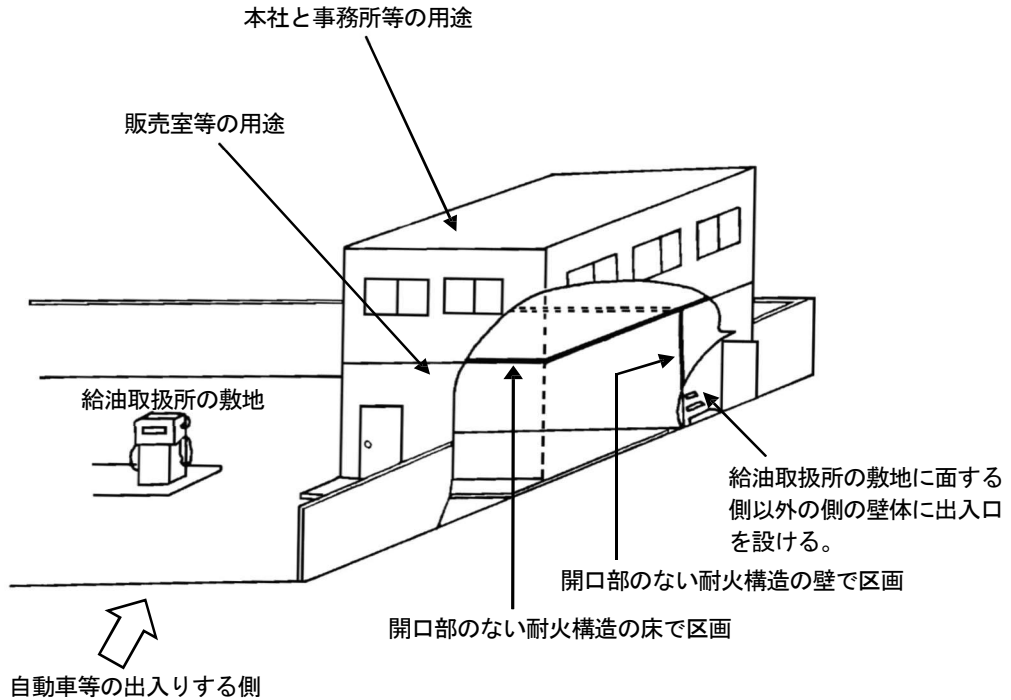 本社と事務所等の用途
販売室等の用途
給油取扱所の敷地
給油取扱所の敷地に面する
側以外の側の壁体に出入口
を設ける。
開口部のない耐火構造の壁で区画
開口部のない耐火構造の床で区画
自動車等の出入りする側